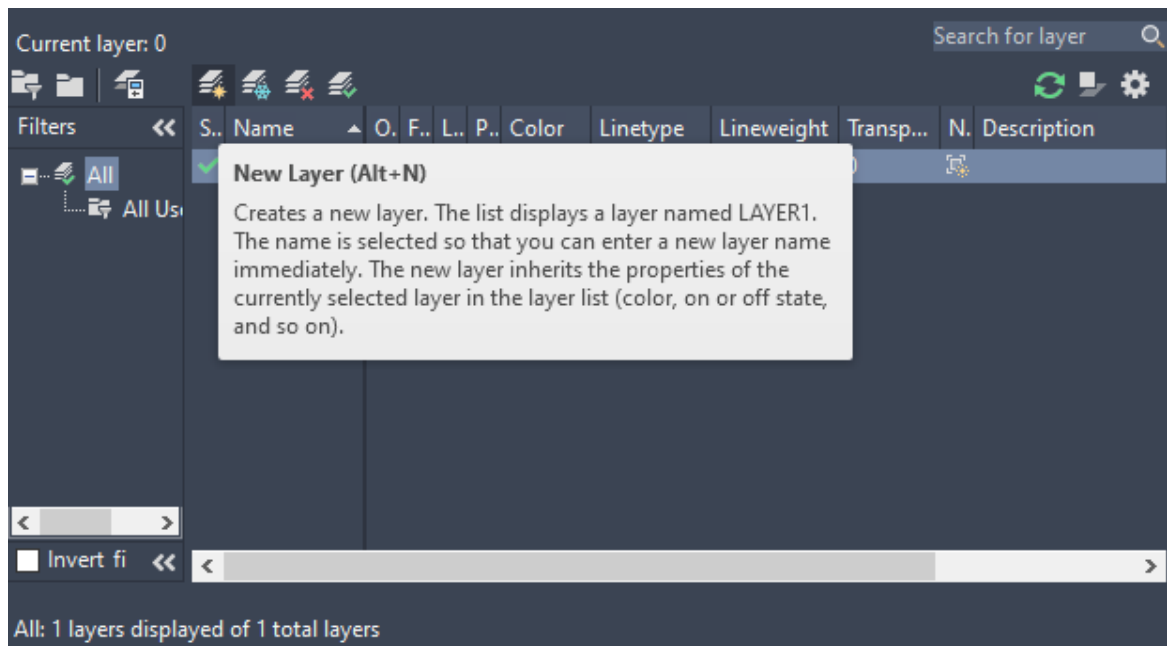 Current layer: 0
Search for layer
Filters
S.. Name O. F.. L.. P.. Color Linetype Lineweight Transp... N. Description
All
All Use
New Layer (Alt+N)
Creates a new layer. The list displays a layer named LAYER1.
The name is selected so that you can enter a new layer name
immediately. The new layer inherits the properties of the
currently selected layer in the layer list (color, on or off state,
and so on).
Invert fi
All: 1 layers displayed of 1 total layers